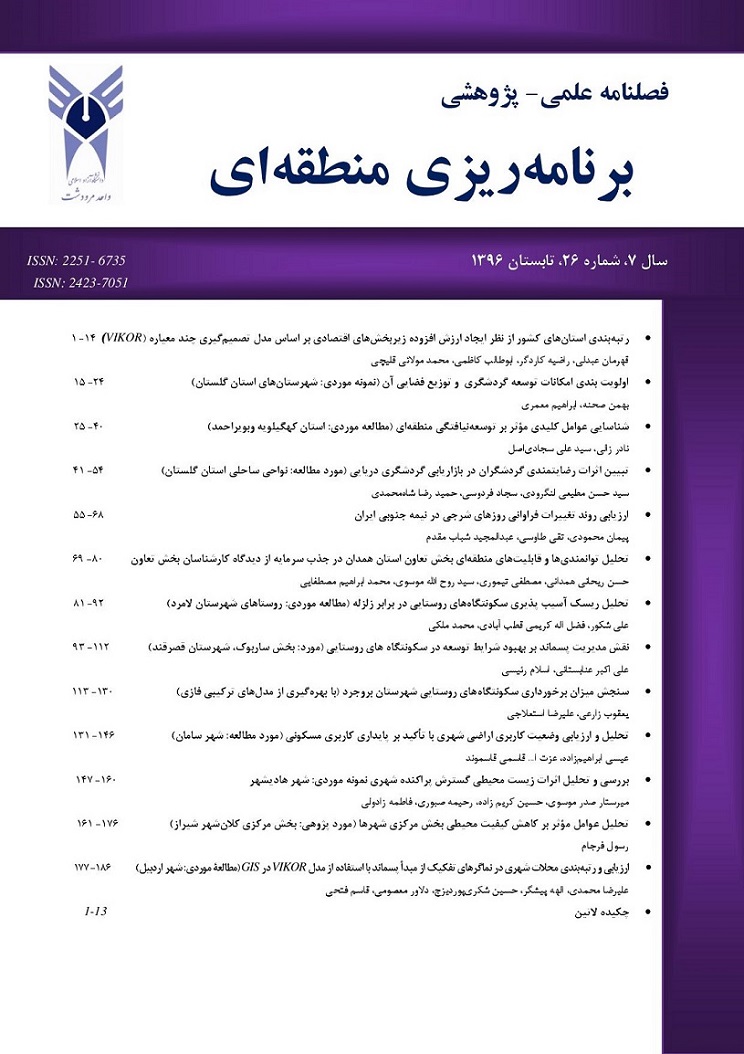 فصلنامه علمی- پژوهشی
برنامه‌ریزی منطقه‌ای
دانشگاه آزاد اسلامی
واحد مرودشت
سال ۷، شماره ۲۶، تابستان ۱۳۹۶
ISSN: 2251- 6735
ISSN: 2423-7051
• رتبه‌بندی استان‌های کشور از نظر ایجاد ارزش افزوده زیربخش‌های اقتصادی بر اساس مدل تصمیم‌گیری چند معیاره (VIKOR) ۱-۱۴
قهرمان عبدلی، راضیه کاردگر، ابوطالب کاظمی، محمد مولائی قلیچی
• اولویت بندی امکانات توسعه گردشگری و توزیع فضایی آن (نمونه موردی: شهرستان‌های استان گلستان) ۱۵-۲۴
بهمن صحنه، ابراهیم معمری
• شناسایی عوامل کلیدی مؤثر بر توسعه‌نیافتگی منطقه‌ای (مطالعه موردی: استان کهگیلویه وبویراحمد) ۲۵-۴۰
نادر زالی، سید علی سجادی‌اصل
• تبیین اثرات رضایتمندی گردشگران در بازاریابی گردشگری دریایی (مورد مطالعه: نواحی ساحلی استان گلستان) ۴۱-۵۴
سید حسن مطیعی لنگرودی، سجاد فردوسی، حمید رضا شاه‌محمدی
• ارزیابی روند تغییرات فراوانی روزهای شرجی در نیمه جنوبی ایران ۵۵-۶۸
پیمان محمودی، تقی طاوسی، عبدالمجید شباب مقدم
• تحلیل توانمندی‌ها و قابلیت‌های منطقه‌ای بخش تعاون استان همدان در جذب سرمایه از دیدگاه کارشناسان بخش تعاون ۶۹-۸۰
حسن ریحانی همدانی، مصطفی تیموری، سید روح الله موسوی، محمد ابراهیم مصطفایی
• تحلیل ریسک آسیب پذیری سکونتگاه‌های روستایی در برابر زلزله (مطالعه موردی: روستاهای شهرستان لامرد) ۸۱-۹۲
علی شکور، فضل اله کریمی قطب آبادی، محمد ملکی
• نقش مدیریت پسماند بر بهبود شرایط توسعه در سکونتگاه های روستایی (مورد: بخش ساربوک، شهرستان قصرقند) ۹۳-۱۱۲
علی اکبر عنابستانی، اسلام رئیسی
• سنجش میزان برخورداری سکونتگاه‌های روستایی شهرستان بروجرد (با بهره‌گیری از مدل‌های ترکیبی فازی) ۱۱۳-۱۳۰
یعقوب زارعی، علیرضا استعلاجی
• تحلیل و ارزیابی وضعیت کاربری اراضی شهری با تأکید بر پایداری کاربری مسکونی (مورد مطالعه: شهر سامان) ۱۳۱-۱۴۶
عیسی ابراهیم‌زاده، عزت ا... قاسمی قاسموند
• بررسی و تحلیل اثرات زیست محیطی گسترش پراکنده شهری نمونه موردی: شهر هادیشهر ۱۴۷-۱۶۰
میرستار صدر موسوی، حسین کریم زاده، رحیمه صبوری، فاطمه زادولی
• تحلیل عوامل مؤثر بر کاهش کیفیت محیطی بخش مرکزی شهرها (مورد پژوهی: بخش مرکزی کلان‌شهر شیراز) ۱۶۱-۱۷۶
رسول فرجام
• ارزیابی و رتبه‌بندی محلات شهری در نماگرهای تفکیک از مبدأ پسماند با استفاده از مدل VIKOR در GIS (مطالعۀ موردی: شهر اردبیل) ۱۷۷-۱۸۶
علیرضا محمدی، الهه پیشگر، حسین شکری‌پوردیزج، دلاور معصومی، قاسم فتحی
• چکیده لاتین 1-13